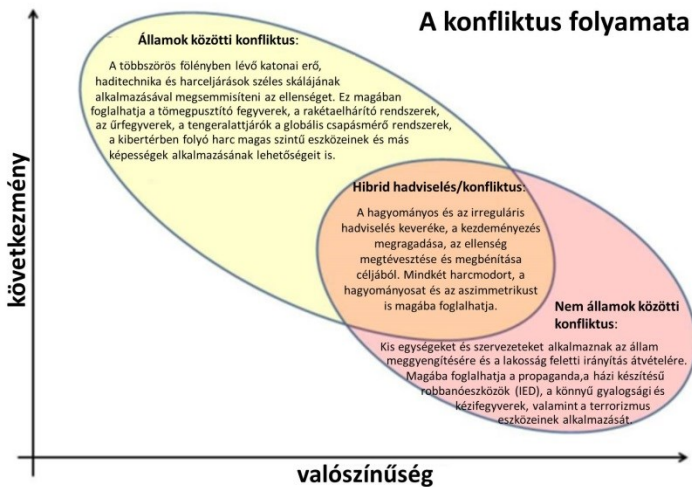 A konfliktus folyamata
Államok közötti konfliktus:
A többszörös fölényben lévő katonai erő,
haditechnika és harceljárások széles skálájának
alkalmazásával megsemmisíteni az ellenséget. Ez magában
foglalhatja a tömegpusztító fegyverek, a rakétaelhárító rendszerek,
az űrfegyverek, a tengeralattjárók a globális csapásmérő rendszerek,
a kibertérben folyó harc magas szintű eszközeinek és más
képességek alkalmazásának lehetőségeit is.
Hibrid hadviselés/konfliktus:
A hagyományos és az irreguláris
hadviselés keveréke, a kezdeményezés
megragadása, az ellenség
megtévesztése és megbénítása
céljából. Mindkét harcmodort, a
hagyományosat és az aszimmetrikust
is magába foglalhatja.
Nem államok közötti
konfliktus:
Kis egységeket és szervezeteket alkalmaznak az állam
meggyengítésére és a lakosság feletti irányítás átvételére.
Magába foglalhatja a propaganda,a házi készítésű
robbanóeszközök (IED), a könnyű gyalogsági és
kézifegyverek, valamint a terrorizmus
eszközeinek alkalmazását.
következmény
valószínűség